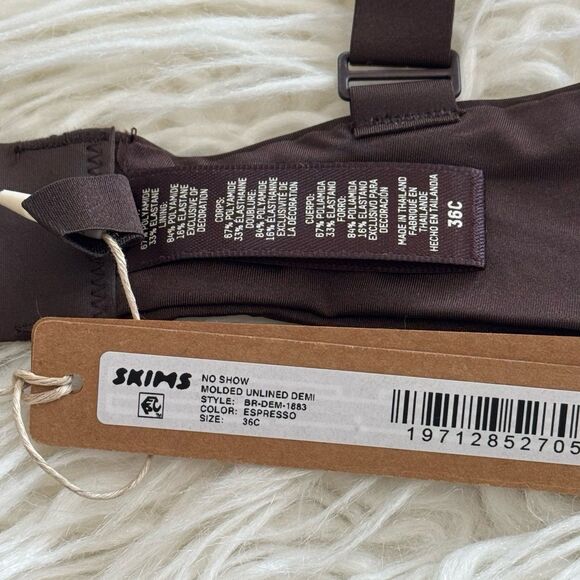 67% POLYAMIDE
33% ELASTANE
LINING:
84% POLYAMIDE
16% ELASTANE
EXCLUSIVE OF
DECORATION
CORPS:
67% POLYAMIDE
33% ÉLASTHANNE
DOUBLURE:
84% POLYAMIDE
16% ÉLASTHANNE
EXCLUSIVE DE
LA DÉCORATION
CUERPO:
67% POLIAMIDA
33% ELASTANO
FORRO:
84% POLIAMIDA
16% ELASTANO
EXCLUSIVO PARA
DECORACIÓN
MADE IN THAILAND
FABRIQUÉ EN
THAÏLANDE
HECHO EN TAILANDIA
36C
SKIMS
NO SHOW
MOLDED UNLINED DEMI
STYLE: BR-DEM-1883
COLOR: ESPRESSO
SIZE: 36C
19712852705